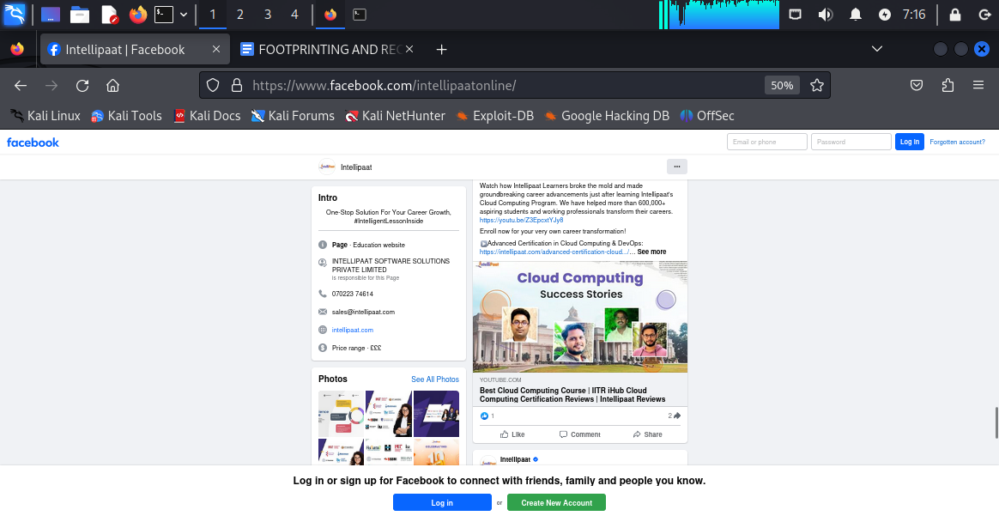 1 2 3 4
7:16
Intellipaat | Facebook
FOOTPRINTING AND REC
https://www.facebook.com/intellipaatonline/
50%
Kali Linux
Kali Tools
Kali Docs
Kali Forums
Kali NetHunter
Exploit-DB
Google Hacking DB
OffSec
facebook
Email or phone
Password
Log In
Forgotten account?
Intellipaat
Intro
One-Stop Solution For Your Career Growth,
#IntelligentLessonInside
Page · Education website
INTELLIPAAT SOFTWARE SOLUTIONS
PRIVATE LIMITED
is responsible for this Page
070223 74614
sales@intellipaat.com
intellipaat.com
Price range · £££
Photos
See All Photos
Watch how Intellipaat Learners broke the mold and made
groundbreaking career advancements just after learning Intellipaat's
Cloud Computing Program. We have helped more than 600,000+
aspiring students and working professionals transform their careers.
https://youtu.be/Z3EpcxtYJy8
Enroll now for your very own career transformation!
Advanced Certification in Cloud Computing & DevOps:
https://intellipaat.com/advanced-certification-cloud.../… See more
IntelliPaat
Cloud Computing
Success Stories
YOUTUBE.COM
Best Cloud Computing Course | IITR iHub Cloud
Computing Certification Reviews | Intellipaat Reviews
1
2
Like
Comment
Share
Intellipaat
Log in or sign up for Facebook to connect with friends, family and people you know.
Log in
or
Create New Account